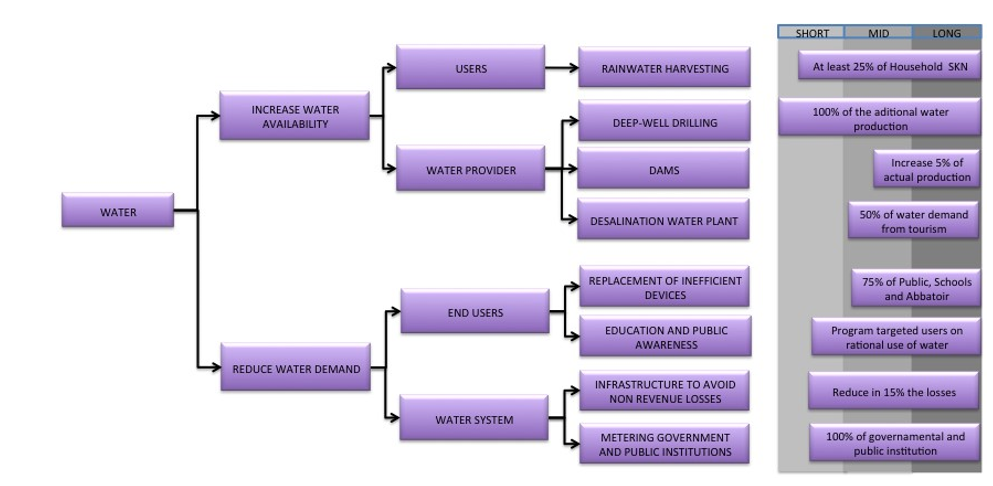 SHORT MID LONG
USERS
RAINWATER HARVESTING
At least 25% of Household SKN
INCREASE WATER
AVAILABILITY
DEEP-WELL DRILLING
100% of the aditional water
production
WATER PROVIDER
DAMS
Increase 5% of
actual production
WATER
DESALINATION WATER PLANT
50% of water demand
from tourism
END USERS
REPLACEMENT OF INEFFICIENT
DEVICES
75% of Public, Schools
and Abbatoir
EDUCATION AND PUBLIC
AWARENESS
Program targeted users on
rational use of water
REDUCE WATER DEMAND
INFRASTRUCTURE TO AVOID
NON REVENUE LOSSES
Reduce in 15% the losses
WATER SYSTEM
METERING GOVERNMENT
AND PUBLIC INSTITUTIONS
100% of governamental and
public institution